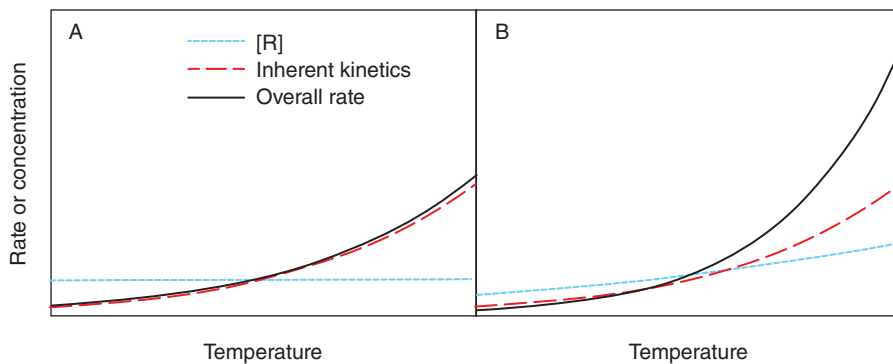 A
[R]
Inherent kinetics
Overall rate
B
Rate or concentration
Temperature
Temperature